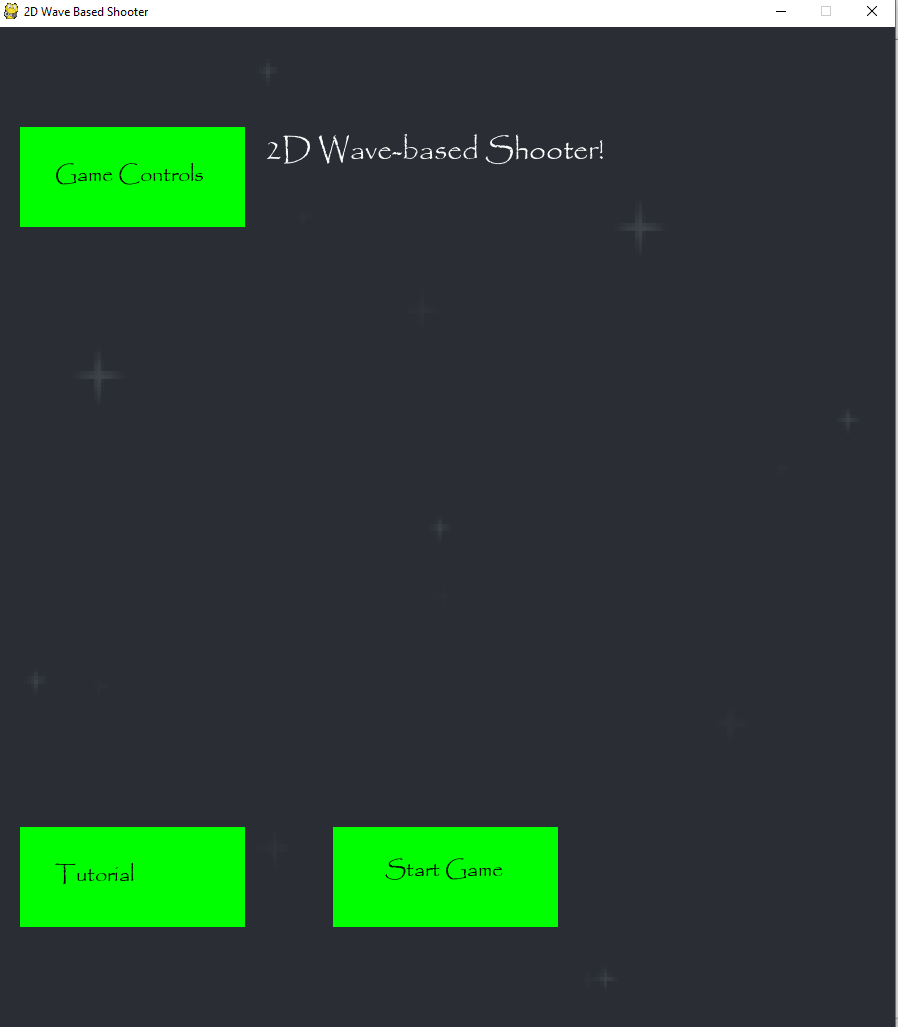 2D Wave Based Shooter
2D Wave-based Shooter!
Game Controls
Tutorial
Start Game